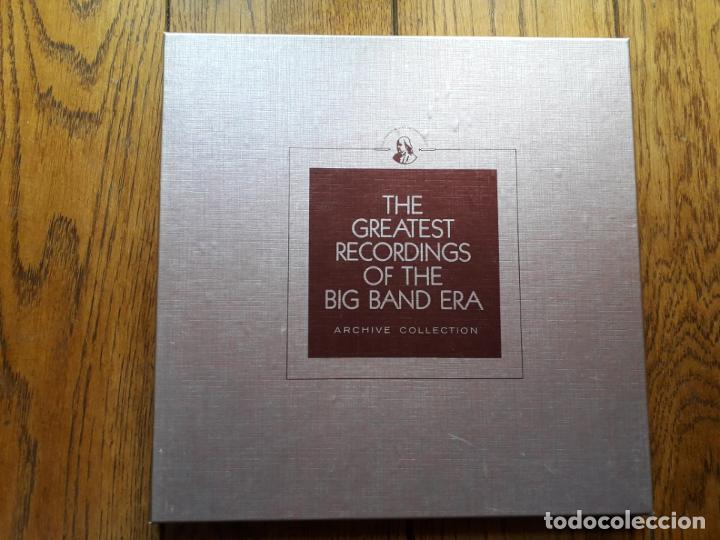 THE
GREATEST
RECORDINGS
OF THE
BIG BAND ERA
ARCHIVE COLLECTION
todocoleccion